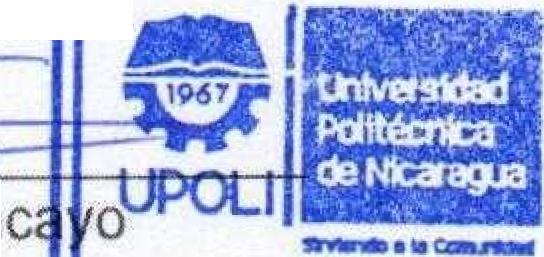 1967
UPOLI
Universidad
Politécnica
de Nicaragua
Sirviendo a la Comunidad
cayo